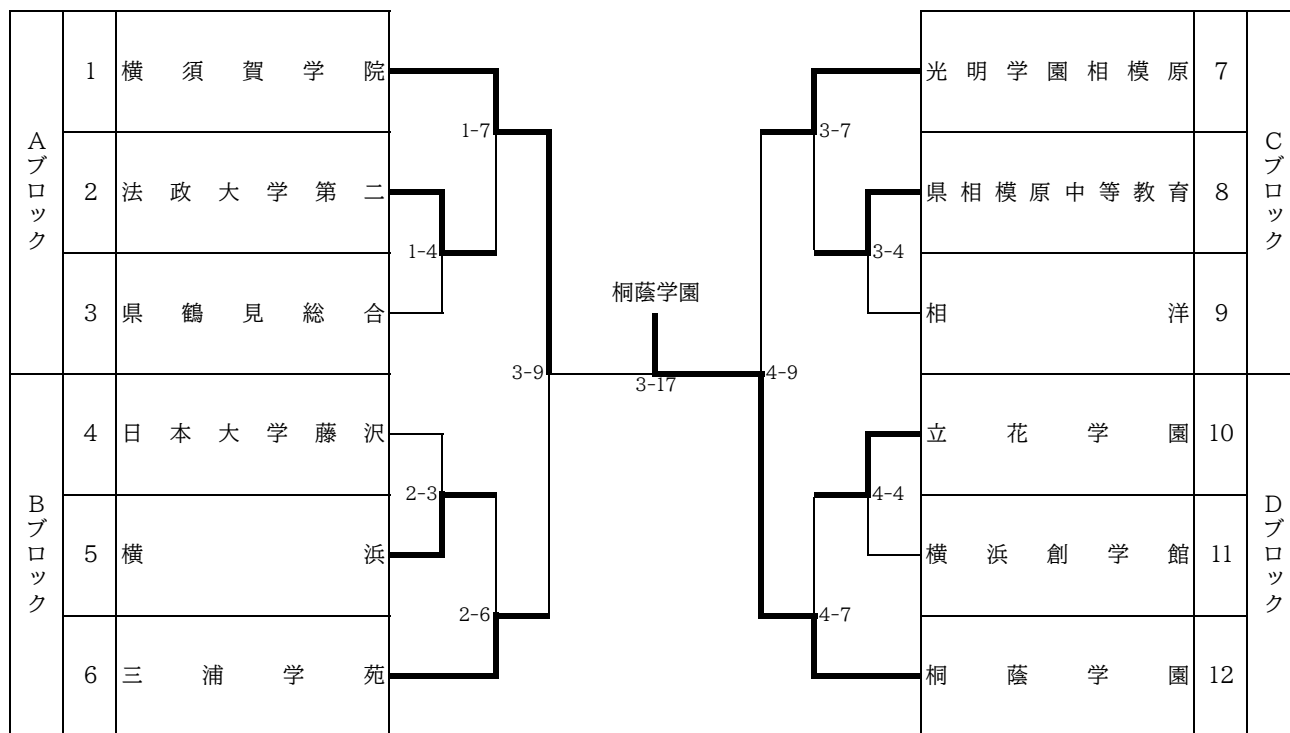 Aブロック
1 横須賀学院
2 法政大学第二
3 県鶴見総合
1-7
1-4
Bブロック
4 日本大学藤沢
5 横浜
6 三浦学苑
2-3
2-6
3-9
桐蔭学園
3-17
4-9
光明学園相模原 7
県相模原中等教育 8
相洋 9
Cブロック
3-7
3-4
立花学園 10
横浜創学館 11
桐蔭学園 12
Dブロック
4-4
4-7